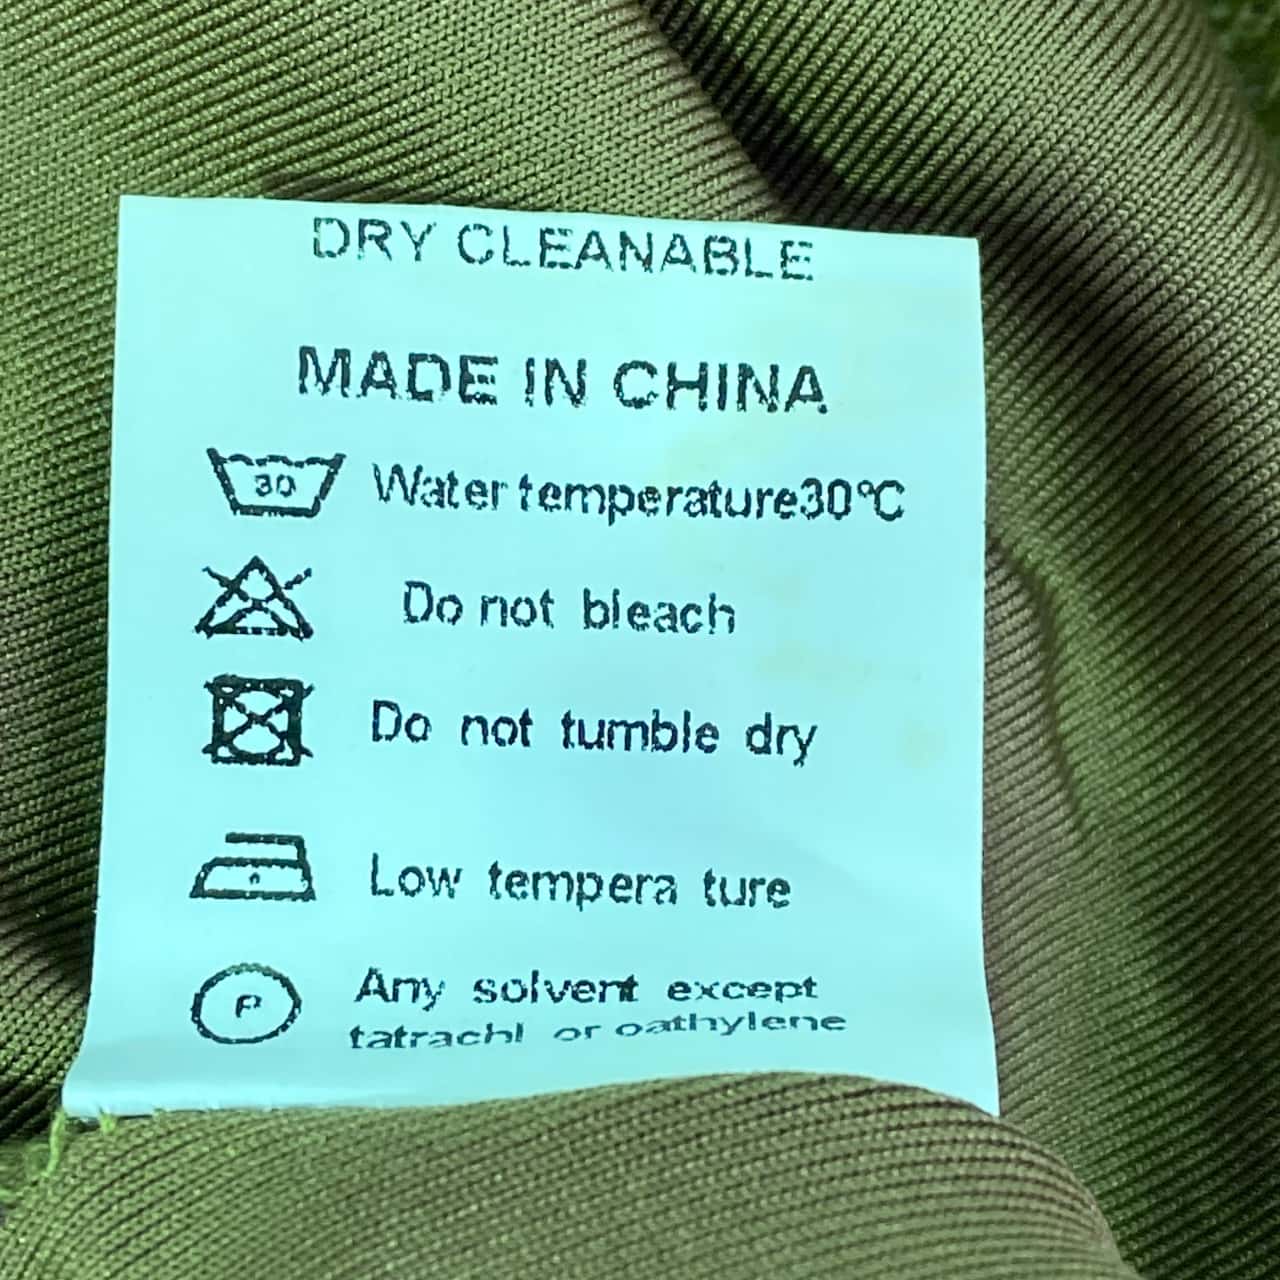 DRY CLEANABLE
MADE IN CHINA
30 Water temperature30°C
Do not bleach
Do not tumble dry
Low tempera ture
P Any solvent except
tatrachl or oathylene